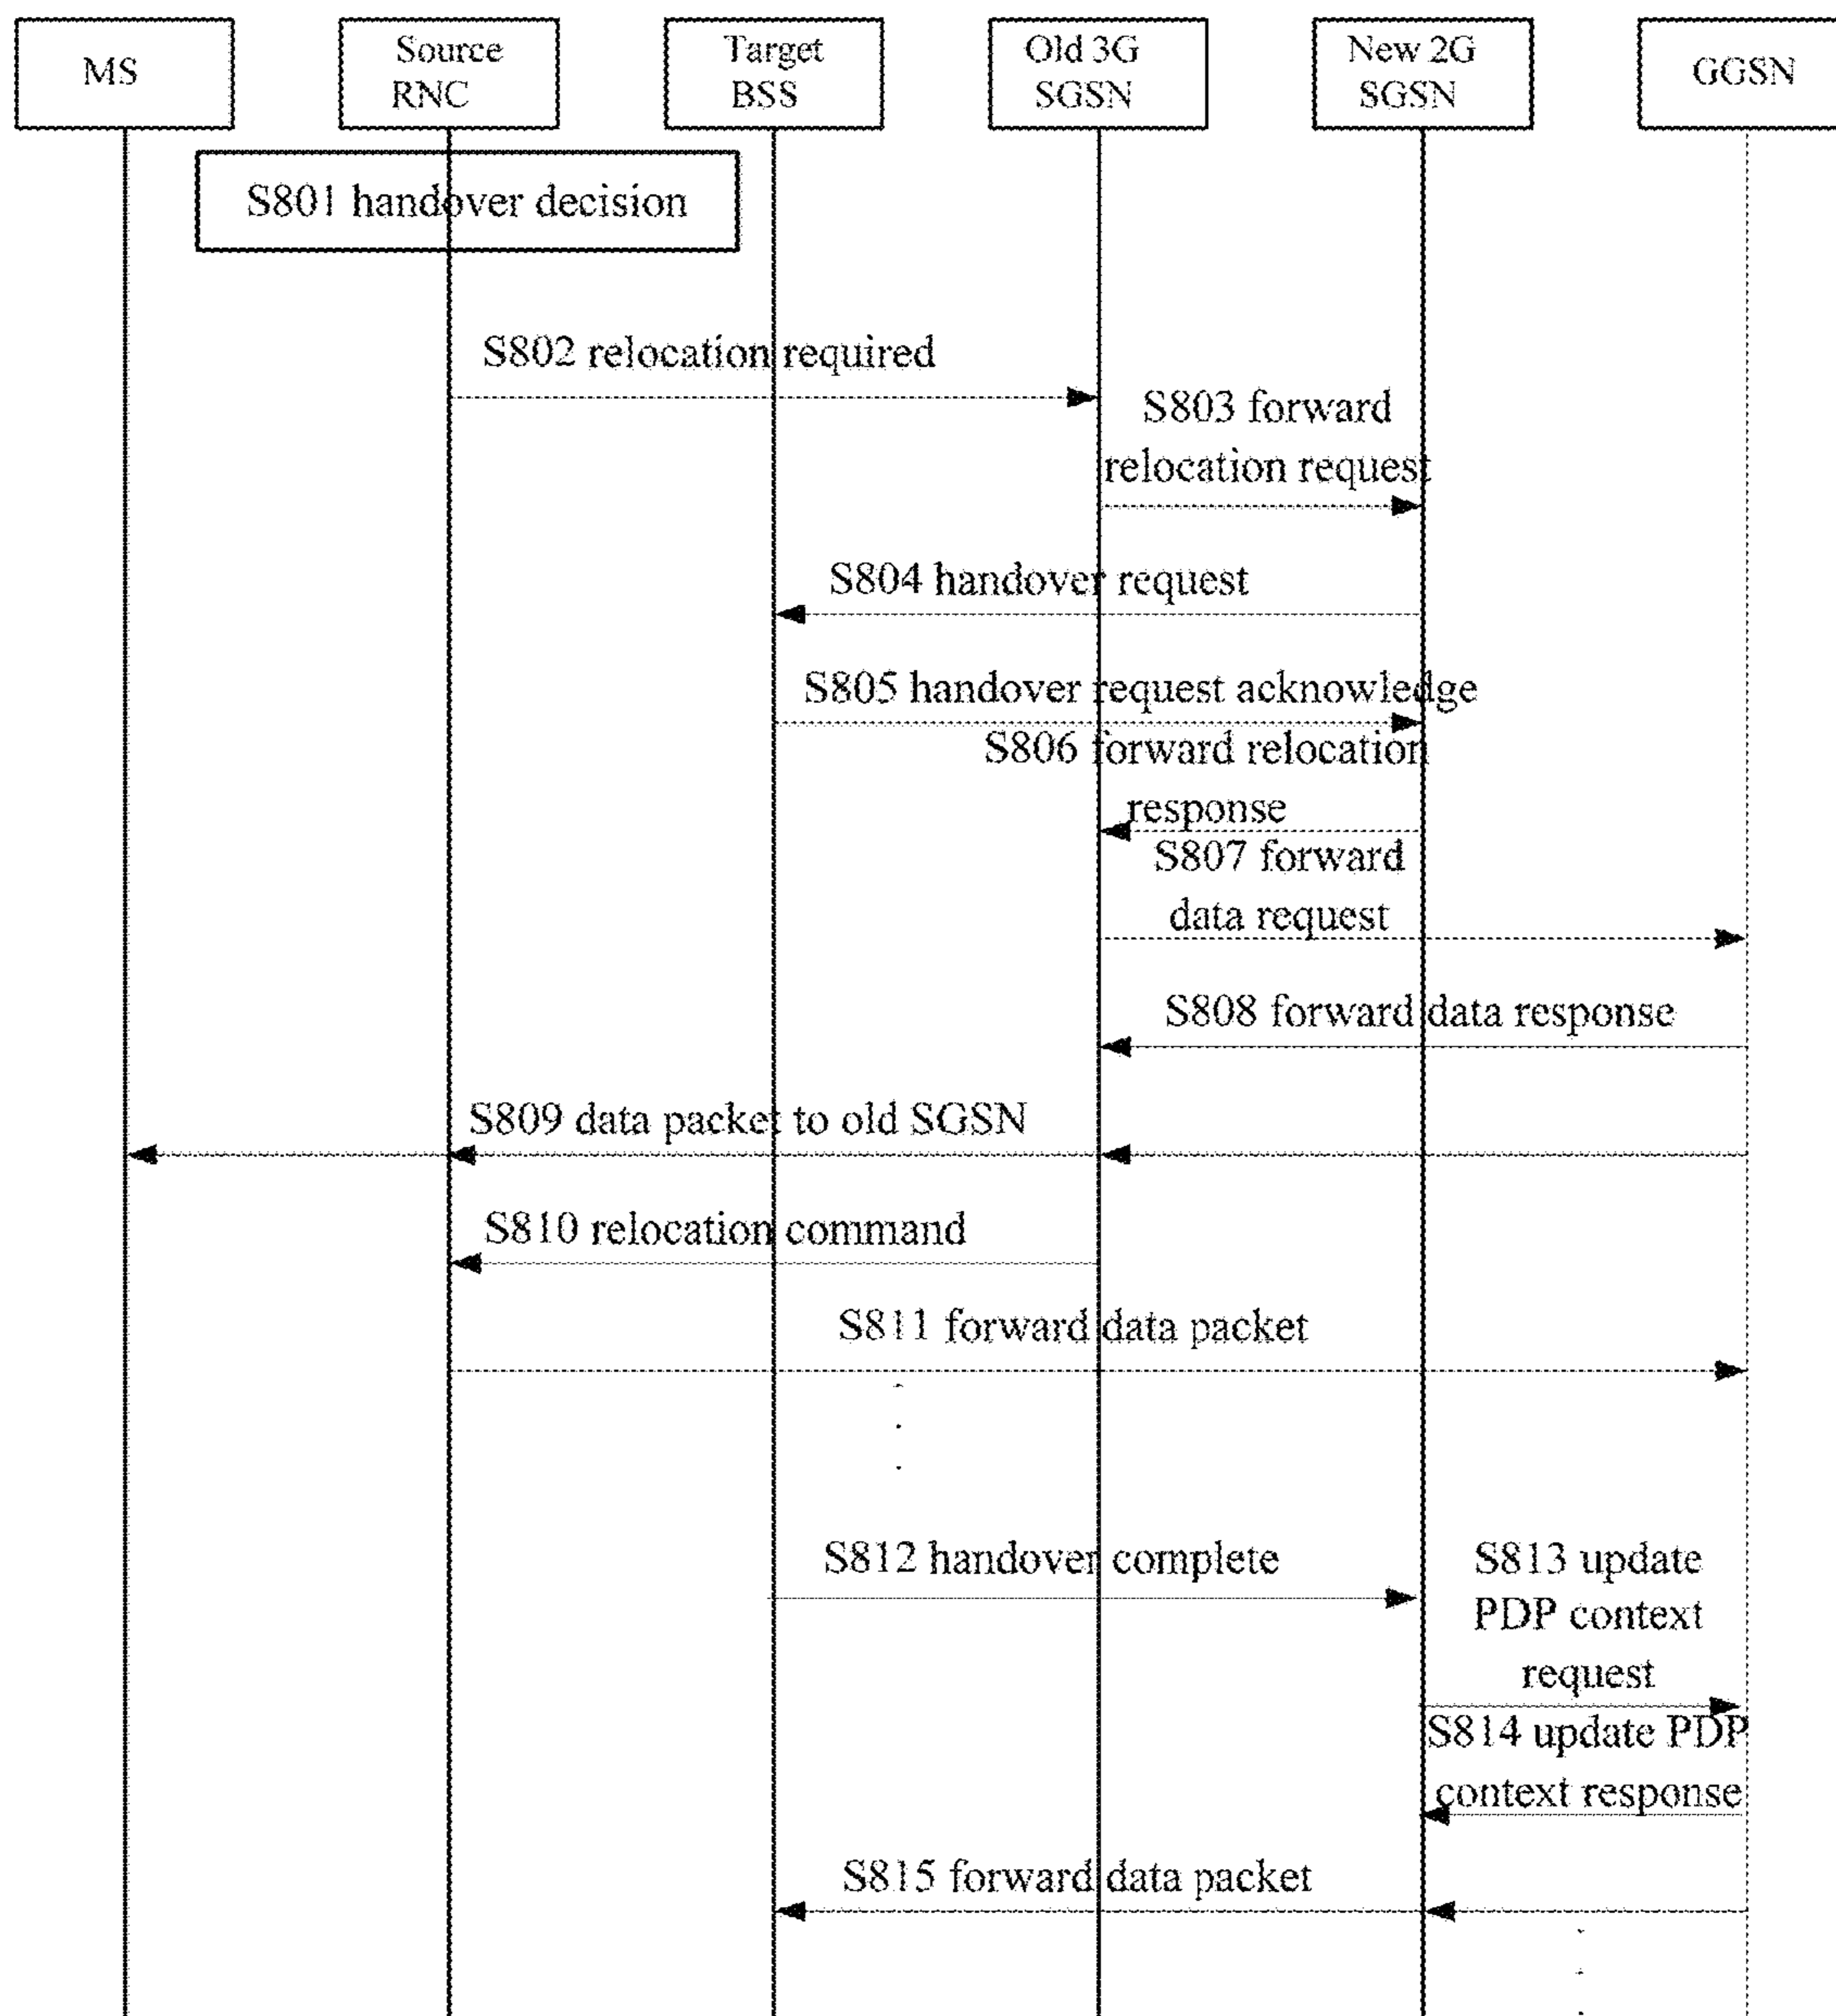 MS
Source
RNC
Target
BSS
Old 3G
SGSN
New 2G
SGSN
GGSN
S801 handover decision
S802 relocation required
S803 forward
relocation request
S804 handover request
S805 handover request acknowledge
S806 forward relocation
response
S807 forward
data request
S808 forward data response
S809 data packet to old SGSN
S810 relocation command
S811 forward data packet
S812 handover complete
S813 update
PDP context
request
S814 update PDP
context response
S815 forward data packet